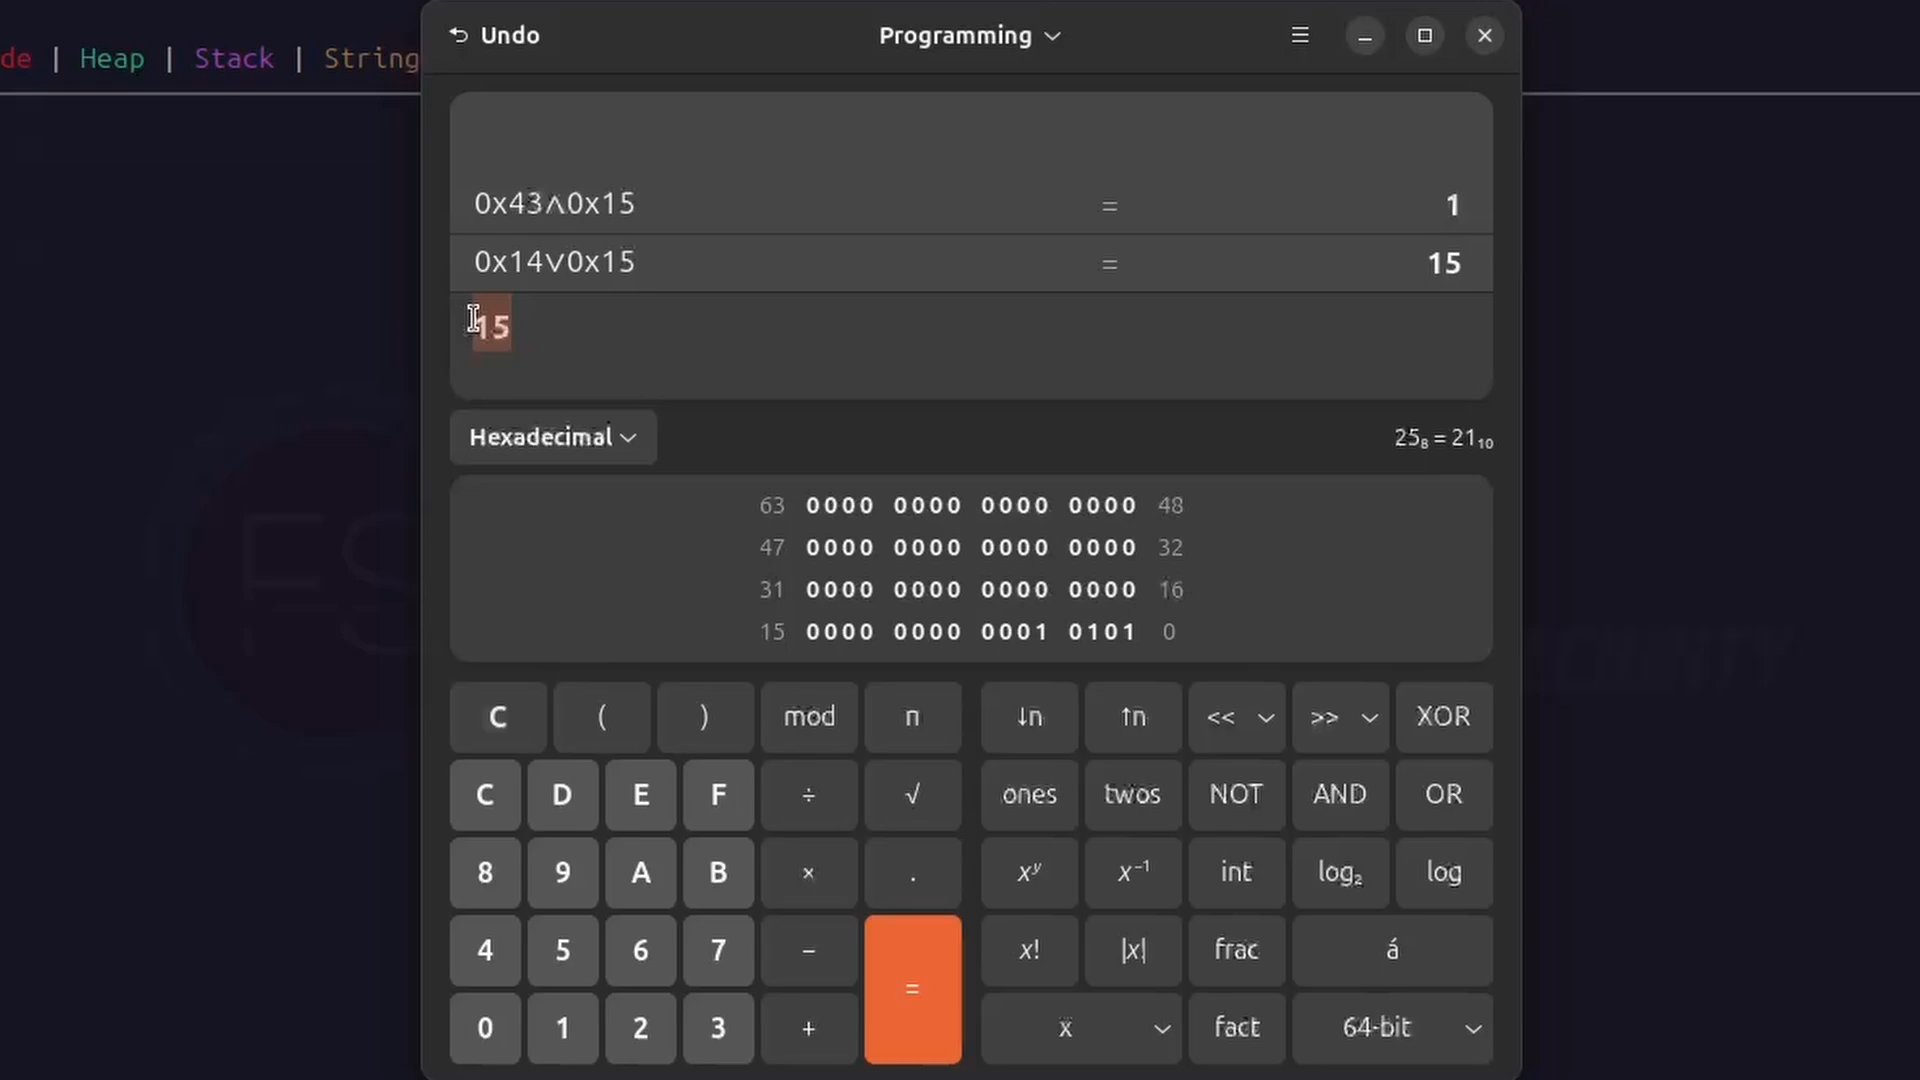 de | Heap | Stack | String
Undo
Programming
0x43∧0x15 = 1
0x14∨0x15 = 15
15
Hexadecimal
25₈ = 21₁₀
63 0000 0000 0000 0000 48
47 0000 0000 0000 0000 32
31 0000 0000 0000 0000 16
15 0000 0000 0001 0101 0
C ( ) mod π ↓n ↑n << >> XOR
C D E F ÷ √ ones twos NOT AND OR
8 9 A B × . xʸ x⁻¹ int log₂ log
4 5 6 7 − = x! |x| frac á
0 1 2 3 + x fact 64-bit